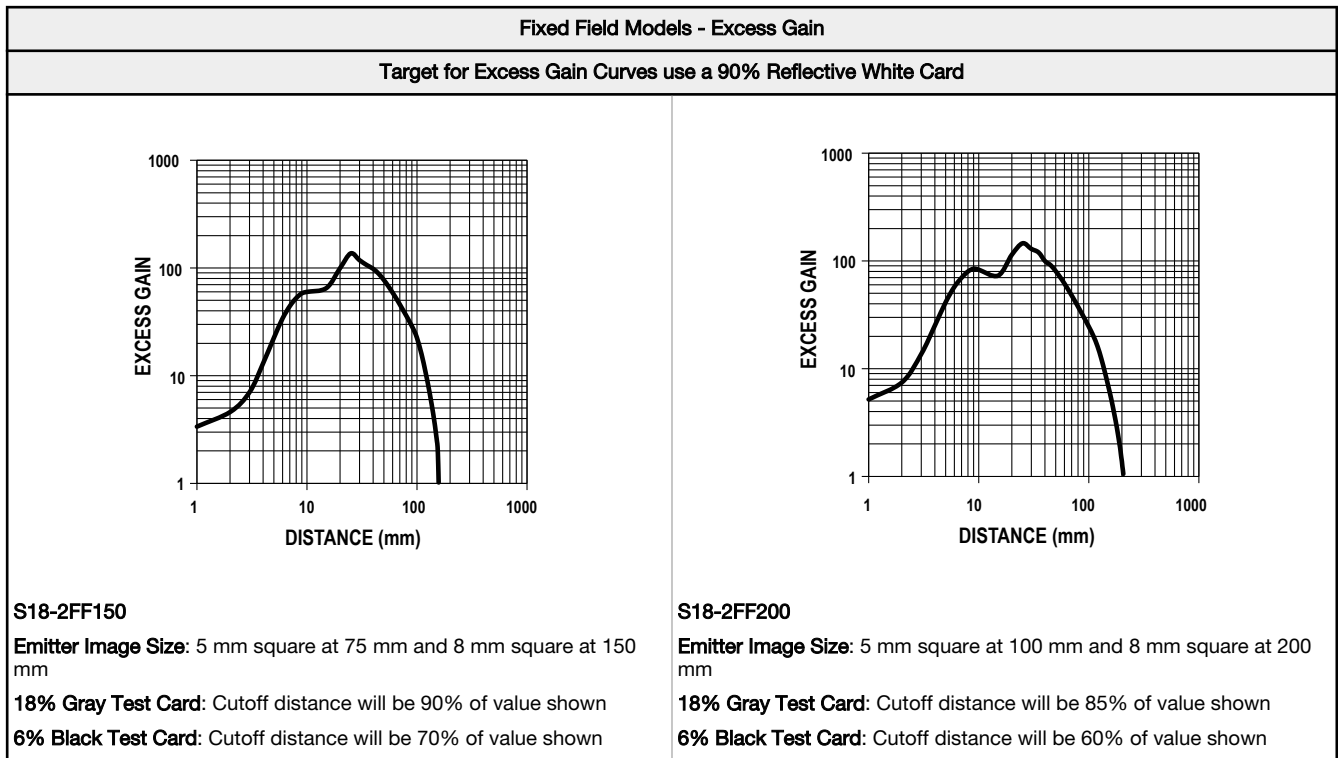 Fixed Field Models - Excess Gain
Target for Excess Gain Curves use a 90% Reflective White Card
1000
100
10
1
EXCESS GAIN
1
10
100
1000
DISTANCE (mm)
S18-2FF150
Emitter Image Size: 5 mm square at 75 mm and 8 mm square at 150
mm
18% Gray Test Card: Cutoff distance will be 90% of value shown
6% Black Test Card: Cutoff distance will be 70% of value shown
1000
100
10
1
EXCESS GAIN
1
10
100
1000
DISTANCE (mm)
S18-2FF200
Emitter Image Size: 5 mm square at 100 mm and 8 mm square at 200
mm
18% Gray Test Card: Cutoff distance will be 85% of value shown
6% Black Test Card: Cutoff distance will be 60% of value shown